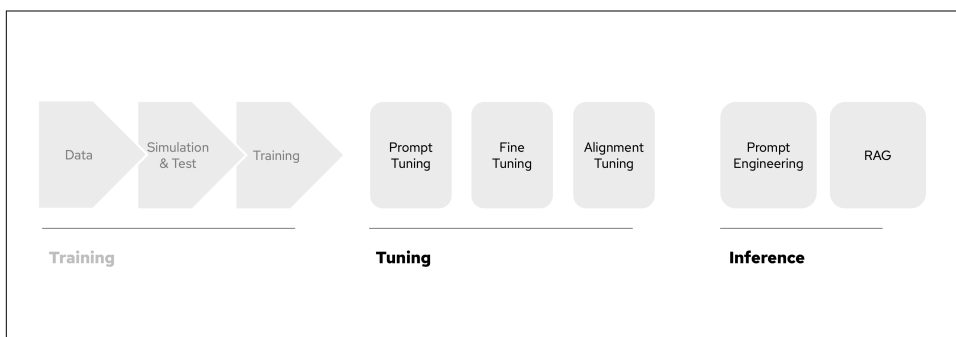 Data
Simulation
& Test
Training
Prompt
Tuning
Fine
Tuning
Alignment
Tuning
Prompt
Engineering
RAG
Training
Tuning
Inference